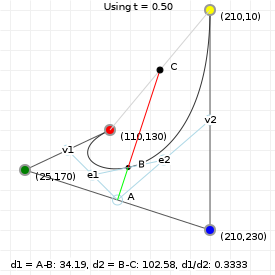 Using t = 0.50
(210,10)
C
(110,130)
v2
v1
B
e2
e1
(25,170)
A
(210,230)
d1 = A-B: 34.19, d2 = B-C: 102.58, d1/d2: 0.3333